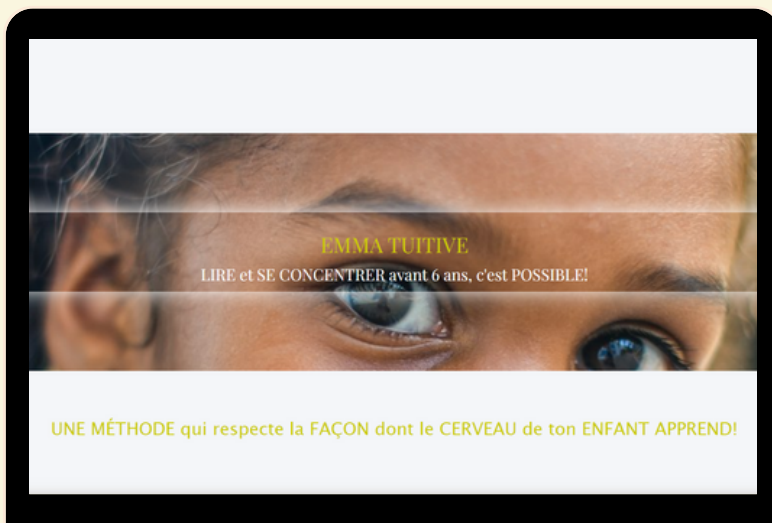 EMMA TUITIVE
LIRE et SE CONCENTRER avant 6 ans, c'est POSSIBLE!
UNE MÉTHODE qui respecte la FAÇON dont le CERVEAU de ton ENFANT APPREND!